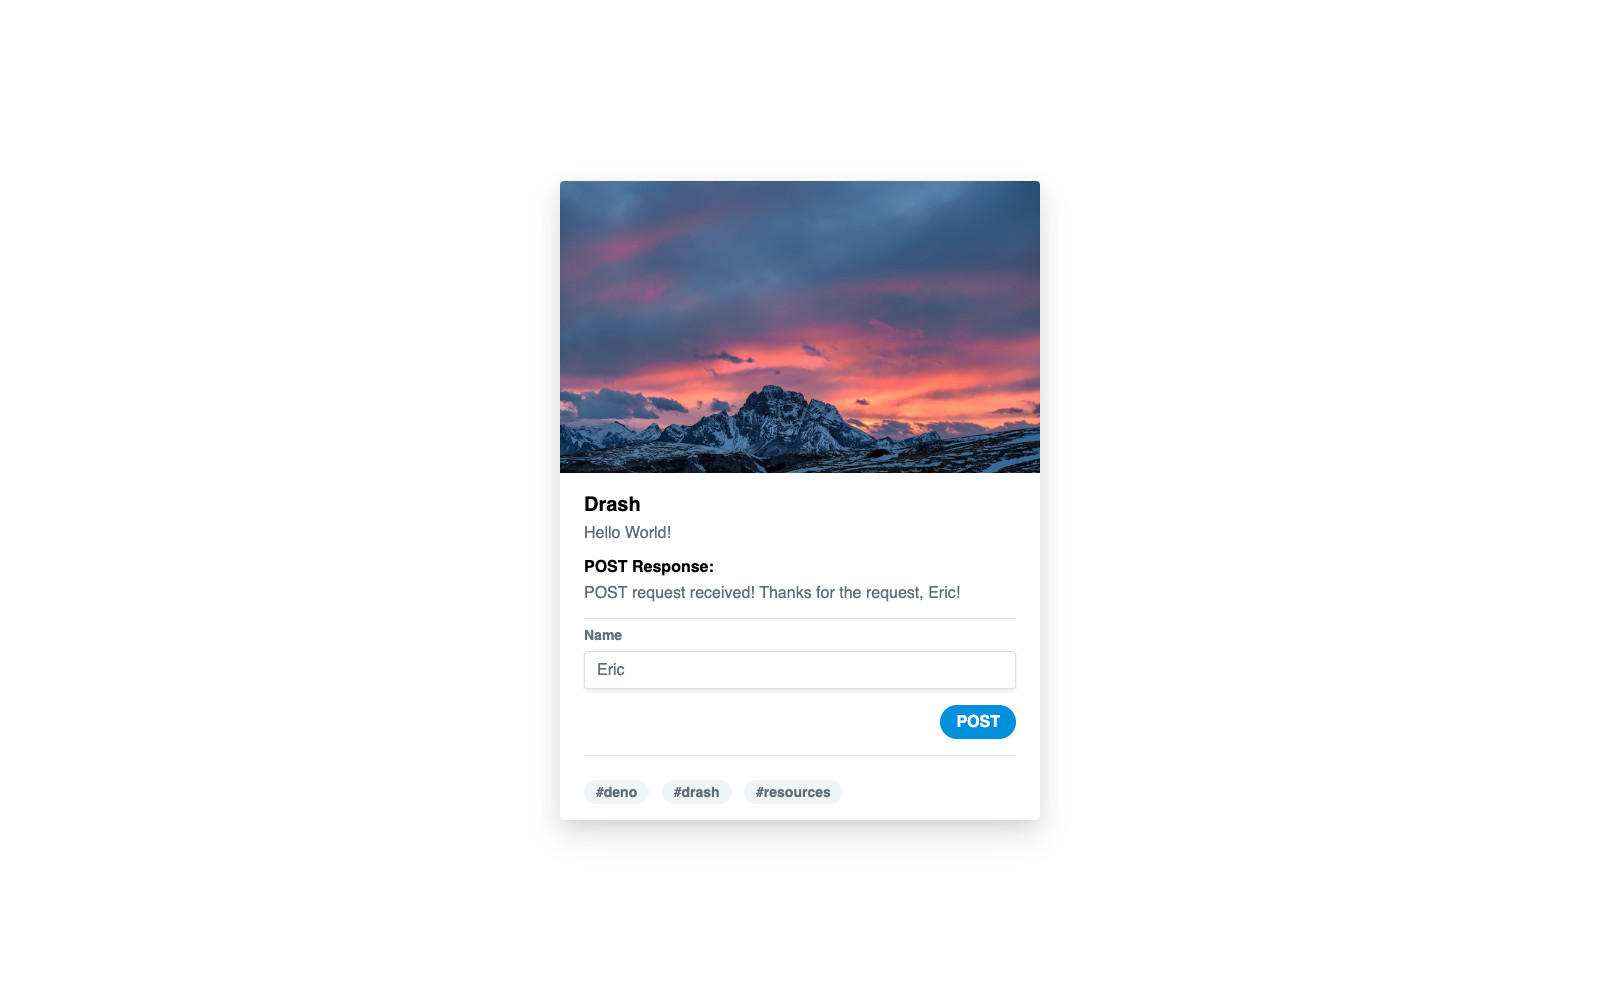 Drash
Hello World!
POST Response:
POST request received! Thanks for the request, Eric!
Name
Eric
POST
#deno #drash #resources